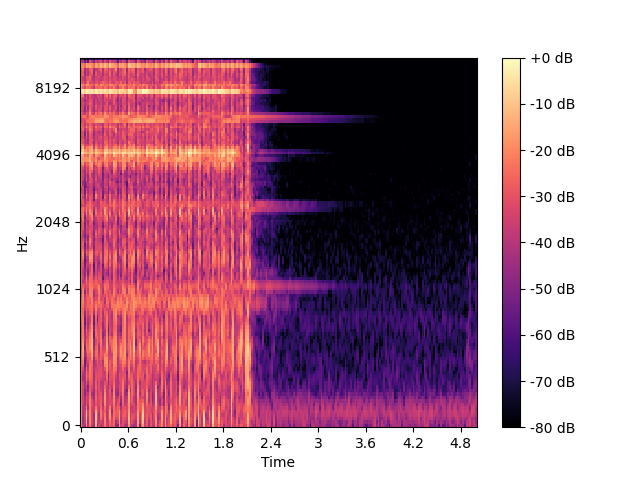 +0 dB
8192
-10 dB
4096
-20 dB
-30 dB
2048
Hz
-40 dB
1024
-50 dB
512
-60 dB
-70 dB
0
-80 dB
0 0.6 1.2 1.8 2.4 3 3.6 4.2 4.8
Time